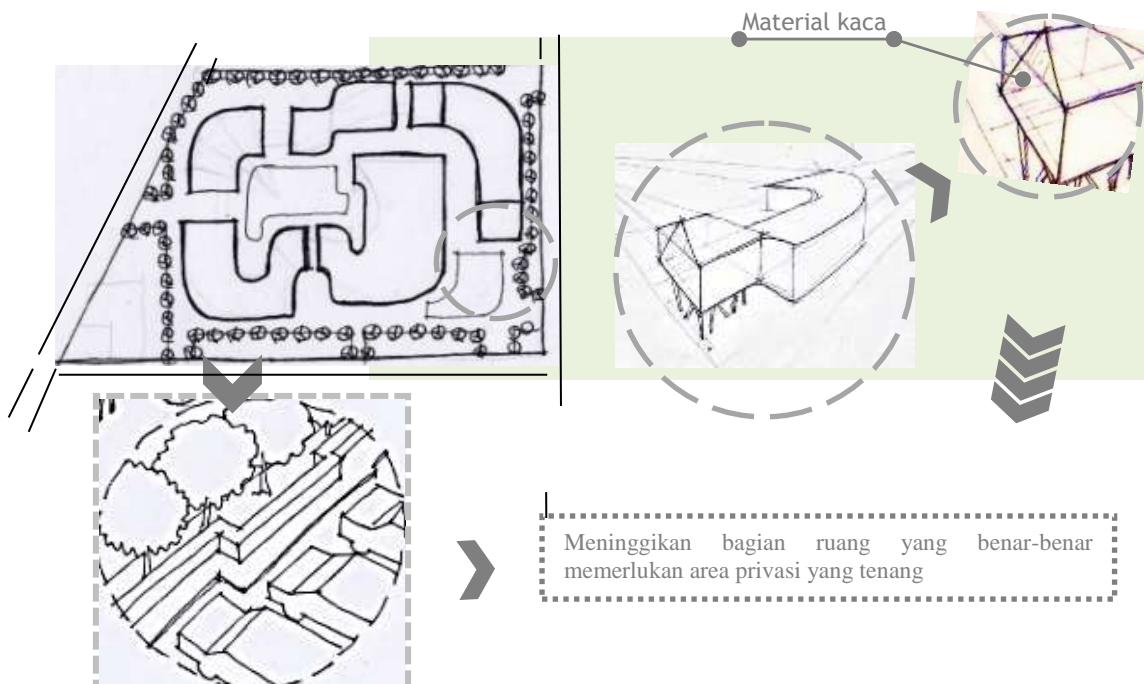 Material kaca
Meninggikan bagian ruang yang benar-benar
memerlukan area privasi yang tenang